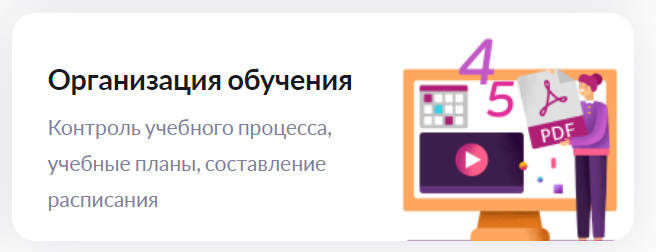 Организация обучения
Контроль учебного процесса,
учебные планы, составление
расписания
4
5
PDF